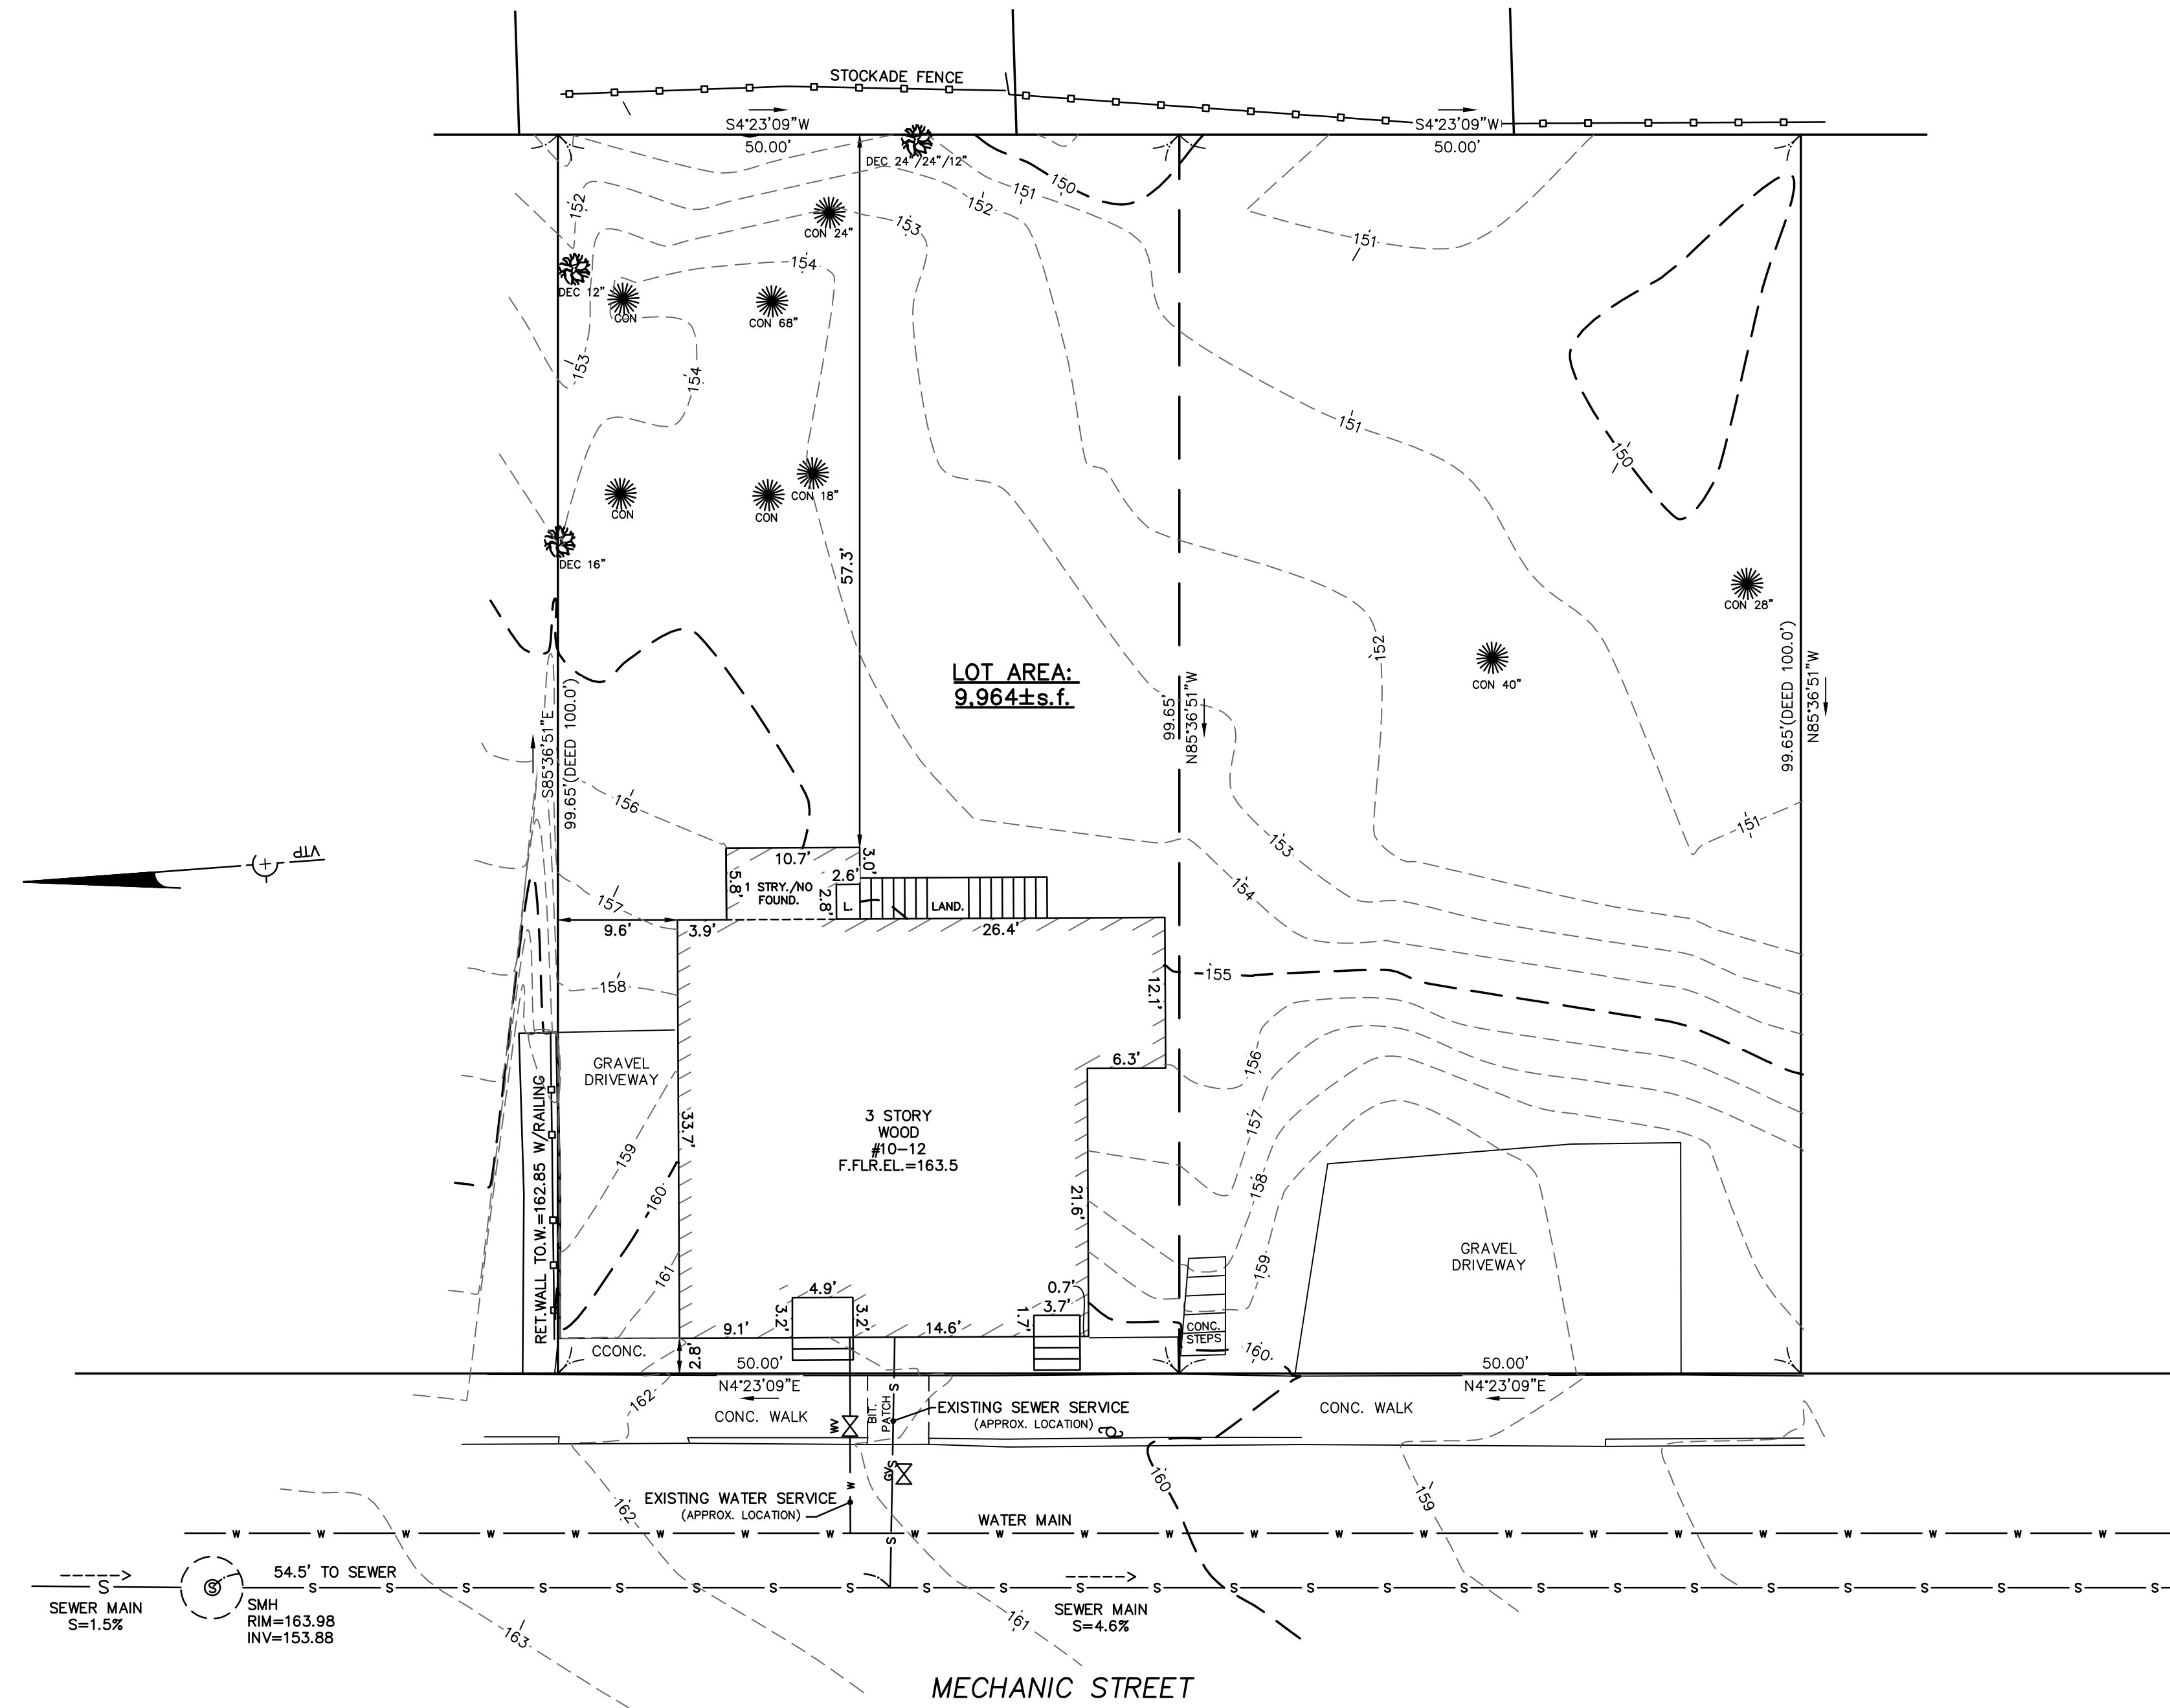 STOCKADE FENCE
S4°23'09"W
50.00'
S4°23'09"W
50.00'
DEC 24"/24"/12"
150
151
152
153
154
152
151
CON 24"
DEC 12"
CON
CON 68"
153
154
151
150
CON
CON
CON 18"
DEC 16"
57.3'
CON 28"
152
CON 40"
LOT AREA:
9,964±s.f.
S85°36'51"E
99.65'(DEED 100.0')
99.65'
N85°36'51"W
99.65'(DEED 100.0')
N85°36'51"W
156
153
151
VTP
10.7'
3.0'
5.8'
1 STRY./NO
FOUND.
2.6'
2.8'
L.
LAND.
154
157
9.6'
3.9'
26.4'
158
12.1'
155
6.3'
156
GRAVEL
DRIVEWAY
RET.WALL TO.W.=162.85 W/RAILING
33.7'
3 STORY
WOOD
#10-12
F.FLR.EL.=163.5
157
159
158
160
21.6'
159
161
GRAVEL
DRIVEWAY
4.9'
3.2'
3.2'
0.7'
3.7'
1.7'
9.1'
14.6'
CONC.
STEPS
CCONC.
2.8'
160
50.00'
N4°23'09"E
50.00'
N4°23'09"E
162
CONC. WALK
BIT.
PATCH
S
EXISTING SEWER SERVICE
(APPROX. LOCATION)
CONC. WALK
WV
GV
S
160
159
162
EXISTING WATER SERVICE
(APPROX. LOCATION)
W
WATER MAIN
W W W W W W W W W W W W W W W W W W W W W W W
S
54.5' TO SEWER
S S S S S S S S S S S S S S S S S S S S S S S S S S S
SEWER MAIN
S=1.5%
SMH
RIM=163.98
INV=153.88
163
161
SEWER MAIN
S=4.6%
MECHANIC STREET